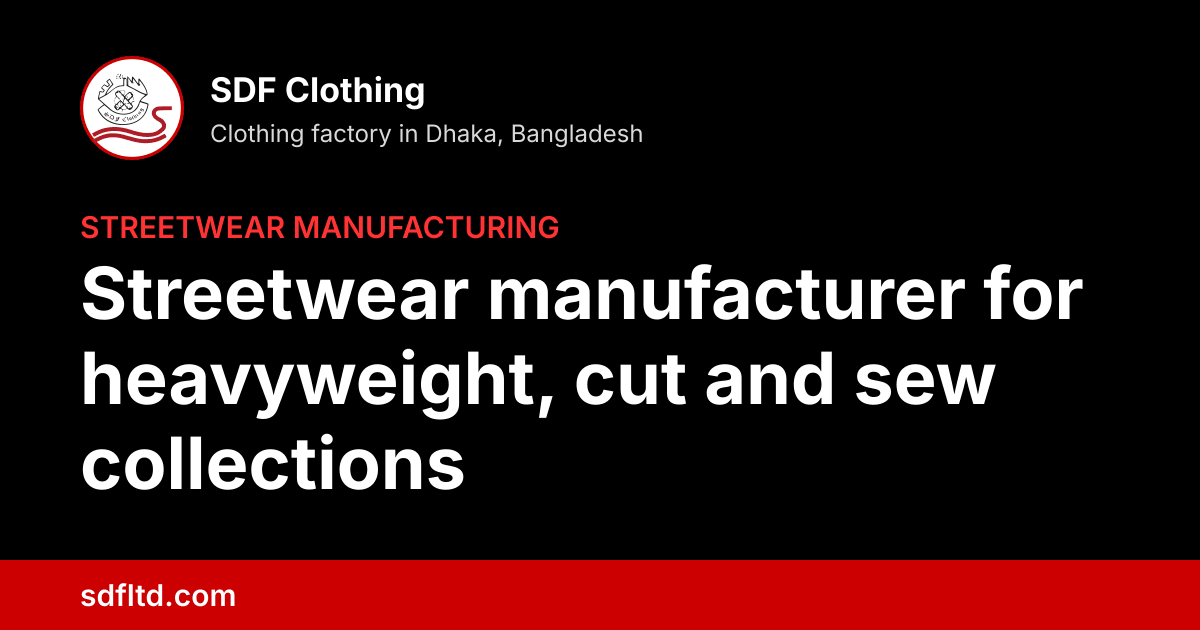 SDF Clothing
Clothing factory in Dhaka, Bangladesh
STREETWEAR MANUFACTURING
Streetwear manufacturer for
heavyweight, cut and sew
collections
sdfltd.com